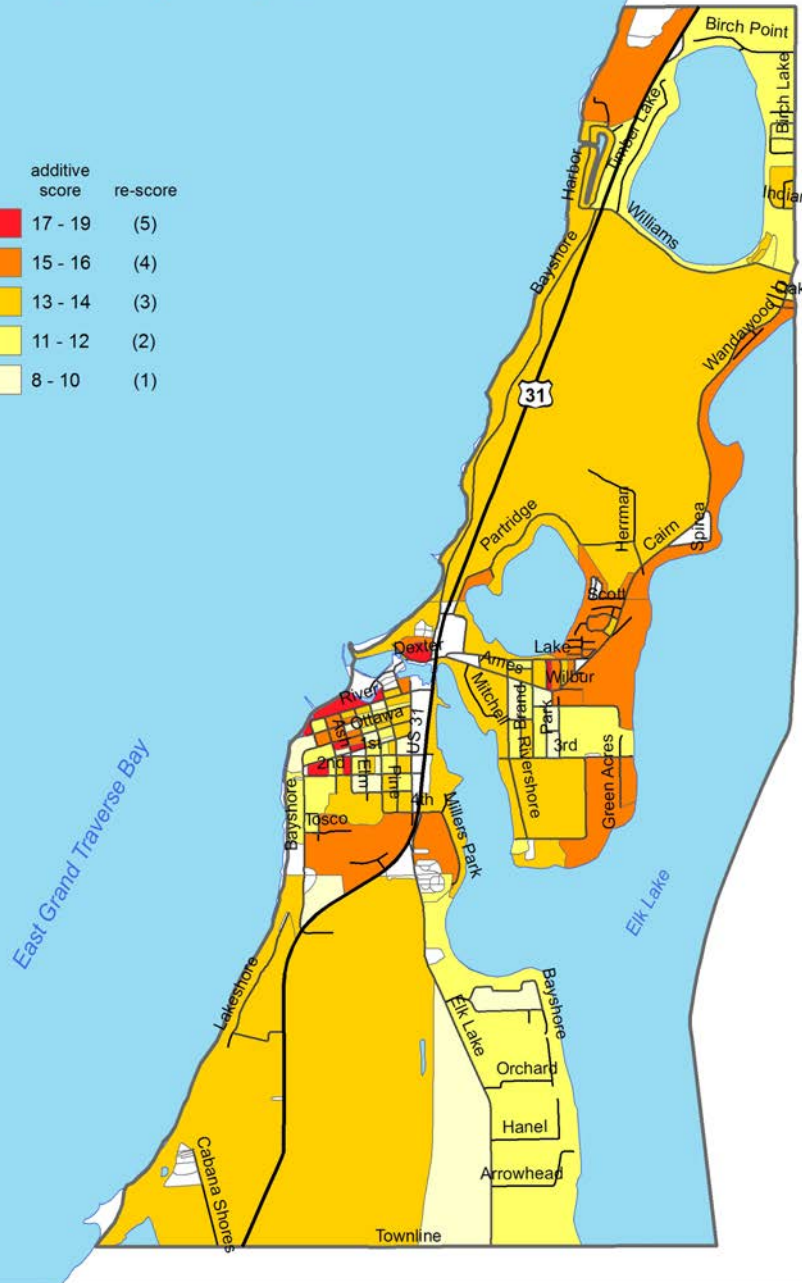 Birch Point
Birch Lake
Timber Lake
Harbor
Indian
Williams
Bayshore
additive
score re-score
17 - 19 (5)
15 - 16 (4)
13 - 14 (3)
11 - 12 (2)
8 - 10 (1)
Wandawood
31
Partridge
Herrman
Cairn
Spirea
Scott
Dexter
Lake
Ames
Wilbur
River
Mitchell
Brand
Park
Ottawa
Ash
US 31
1st
3rd
Rivershore
Green Acres
2nd
Elm
Pine
4th
Bayshore
Tosco
Millers Park
East Grand Traverse Bay
Elk Lake
Lakeshore
Elk Lake
Bayshore
Orchard
Hanel
Arrowhead
Cabana Shores
Townline